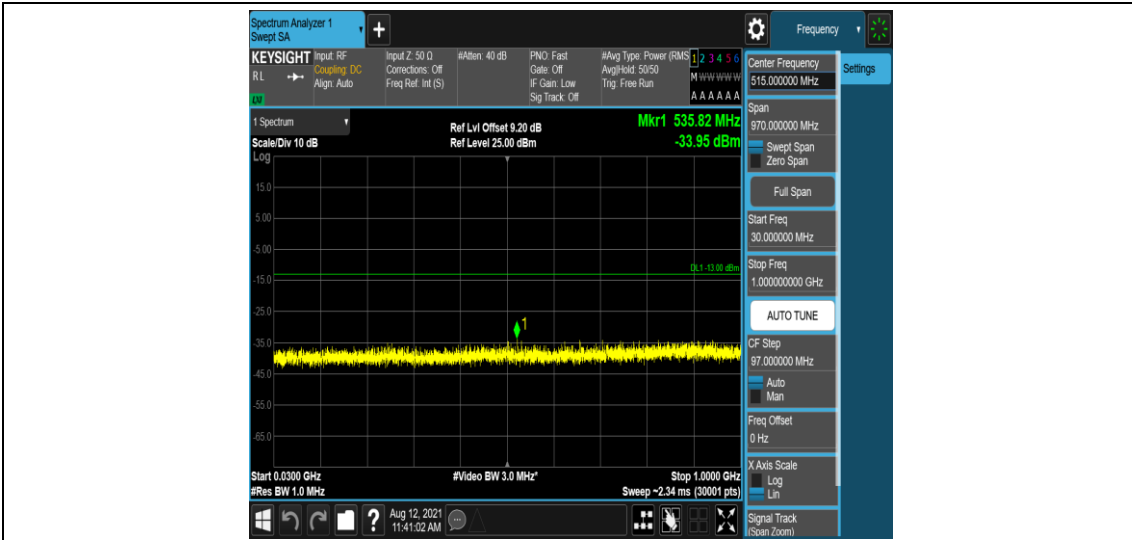 Spectrum Analyzer 1
Swept SA
+
Frequency
KEYSIGHT
RL
LXI
Input: RF
Coupling: DC
Align: Auto
Input Z: 50 Ω
Corrections: Off
Freq Ref: Int (S)
#Atten: 40 dB
PNO: Fast
Gate: Off
IF Gain: Low
Sig Track: Off
#Avg Type: Power (RMS
Avg|Hold: 50/50
Trig: Free Run
1 2 3 4 5 6
M W W W W W
A A A A A A
1 Spectrum
Scale/Div 10 dB
Log
Ref Lvl Offset 9.20 dB
Ref Level 25.00 dBm
Mkr1 535.82 MHz
-33.95 dBm
15.0
5.00
-5.00
DL1 -13.00 dBm
-15.0
-25.0
1
-35.0
-45.0
-55.0
-65.0
Start 0.0300 GHz
#Res BW 1.0 MHz
#Video BW 3.0 MHz*
Stop 1.0000 GHz
Sweep ~2.34 ms (30001 pts)
?
Aug 12, 2021
11:41:02 AM
Center Frequency
515.000000 MHz
Settings
Span
970.000000 MHz
Swept Span
Zero Span
Full Span
Start Freq
30.000000 MHz
Stop Freq
1.000000000 GHz
AUTO TUNE
CF Step
97.000000 MHz
Auto
Man
Freq Offset
0 Hz
X Axis Scale
Log
Lin
Signal Track
(Span Zoom)